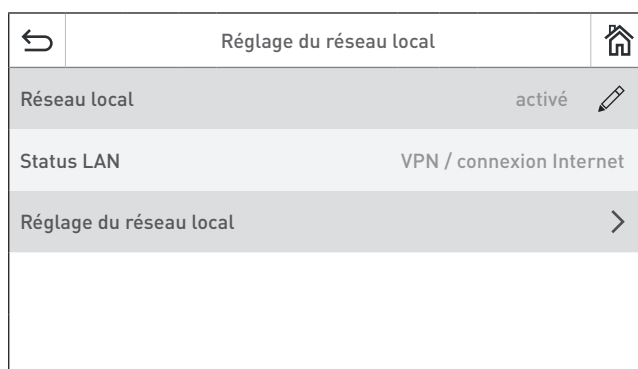 Réglage du réseau local
Réseau local activé
Status LAN VPN / connexion Internet
Réglage du réseau local